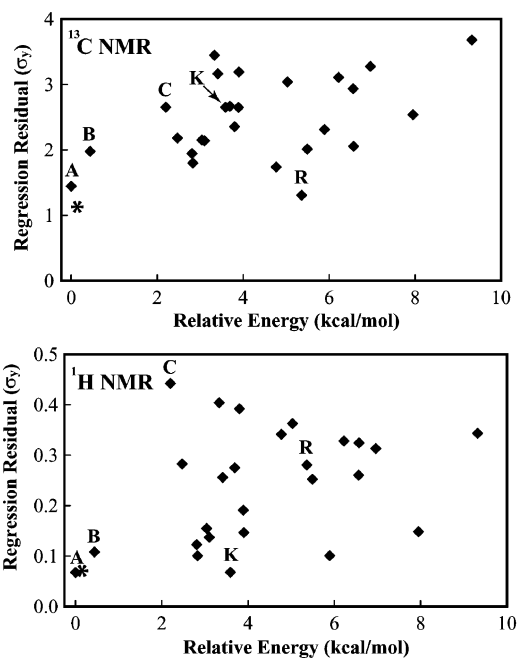 4
¹³C NMR
3
K
C
B
2
A
R
*
1
0
0 2 4 6 8 10
Regression Residual (σy)
Relative Energy (kcal/mol)
0.5
C
¹H NMR
0.4
0.3
R
0.2
B
0.1
A
*
K
0.0
0 2 4 6 8 10
Regression Residual (σy)
Relative Energy (kcal/mol)